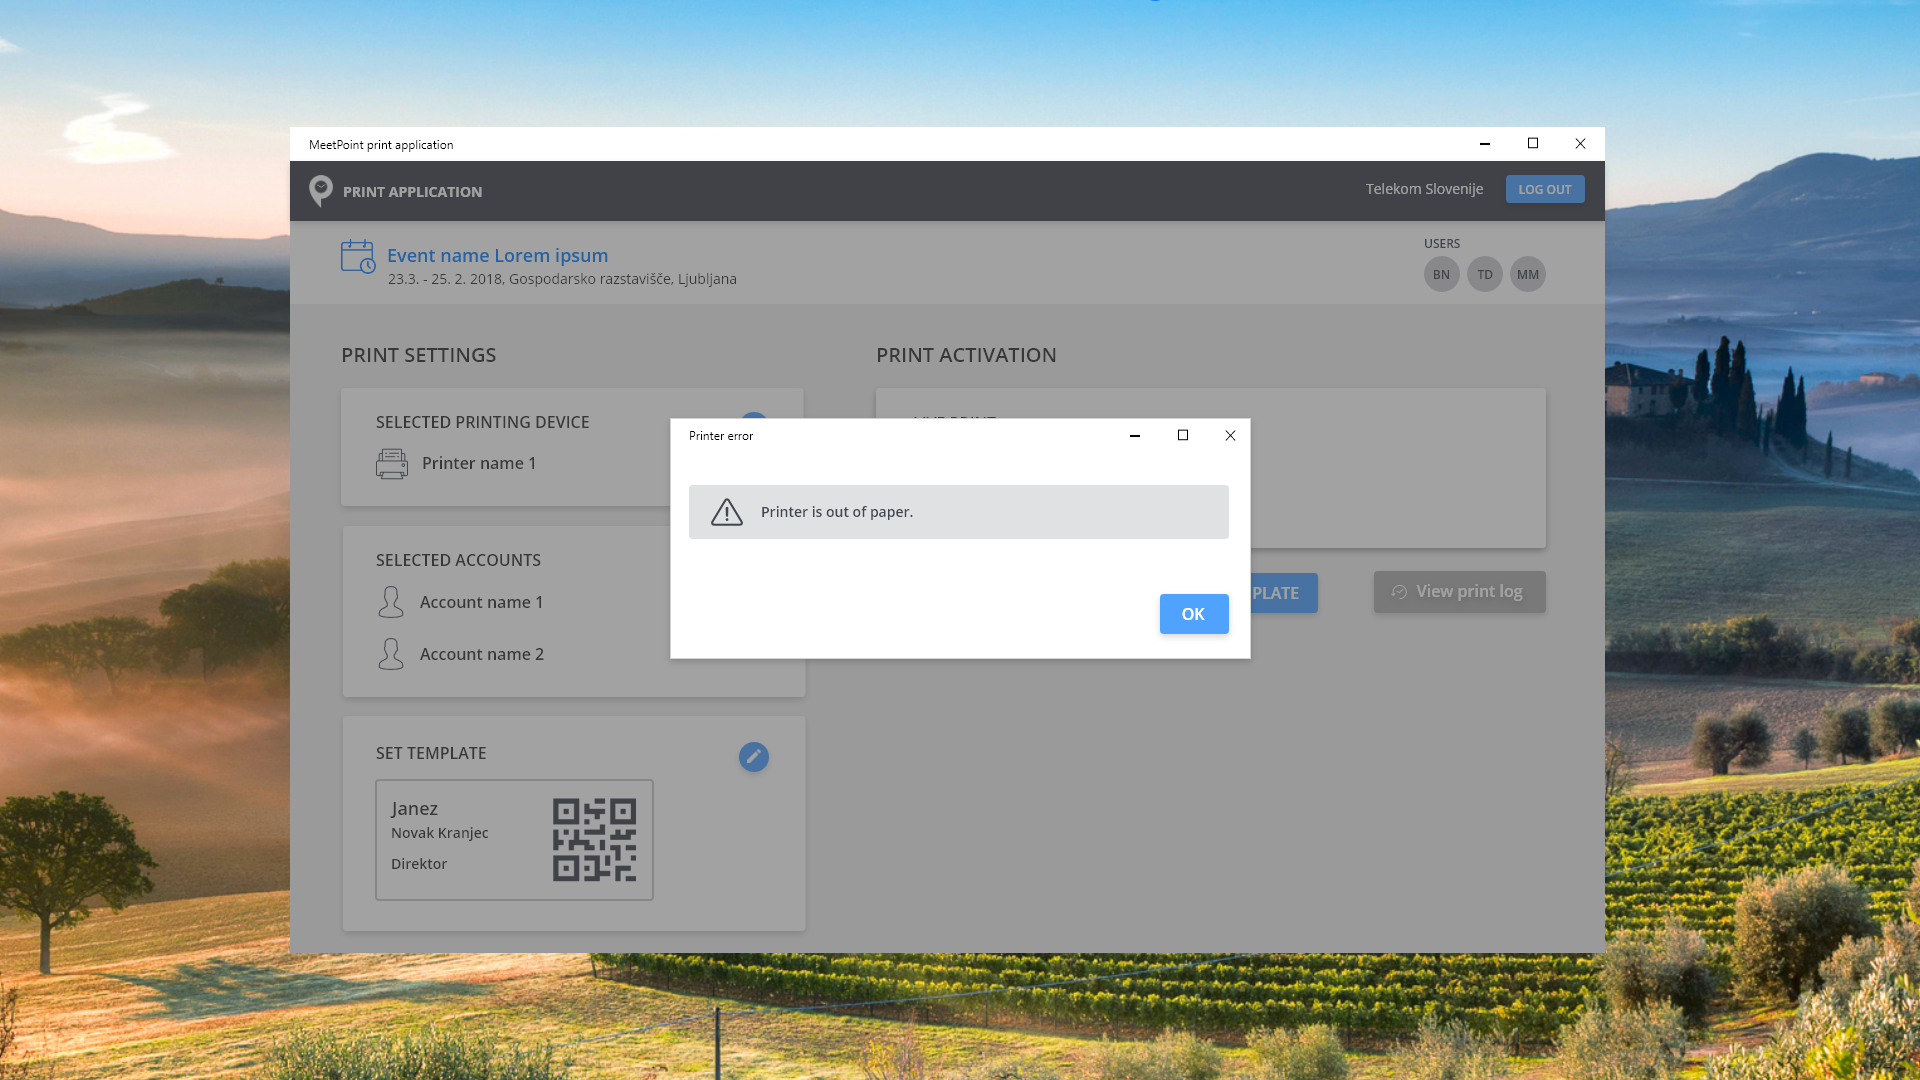 MeetPoint print application
PRINT APPLICATION
Telekom Slovenije
LOG OUT
Event name Lorem ipsum
23.3. - 25. 2. 2018, Gospodarsko razstavišče, Ljubljana
USERS
BN TD MM
PRINT SETTINGS
PRINT ACTIVATION
SELECTED PRINTING DEVICE
Printer name 1
SELECTED ACCOUNTS
Account name 1
Account name 2
SET TEMPLATE
Janez
Novak Kranjec
Direktor
Printer error
Printer is out of paper.
OK
PLATE
View print log